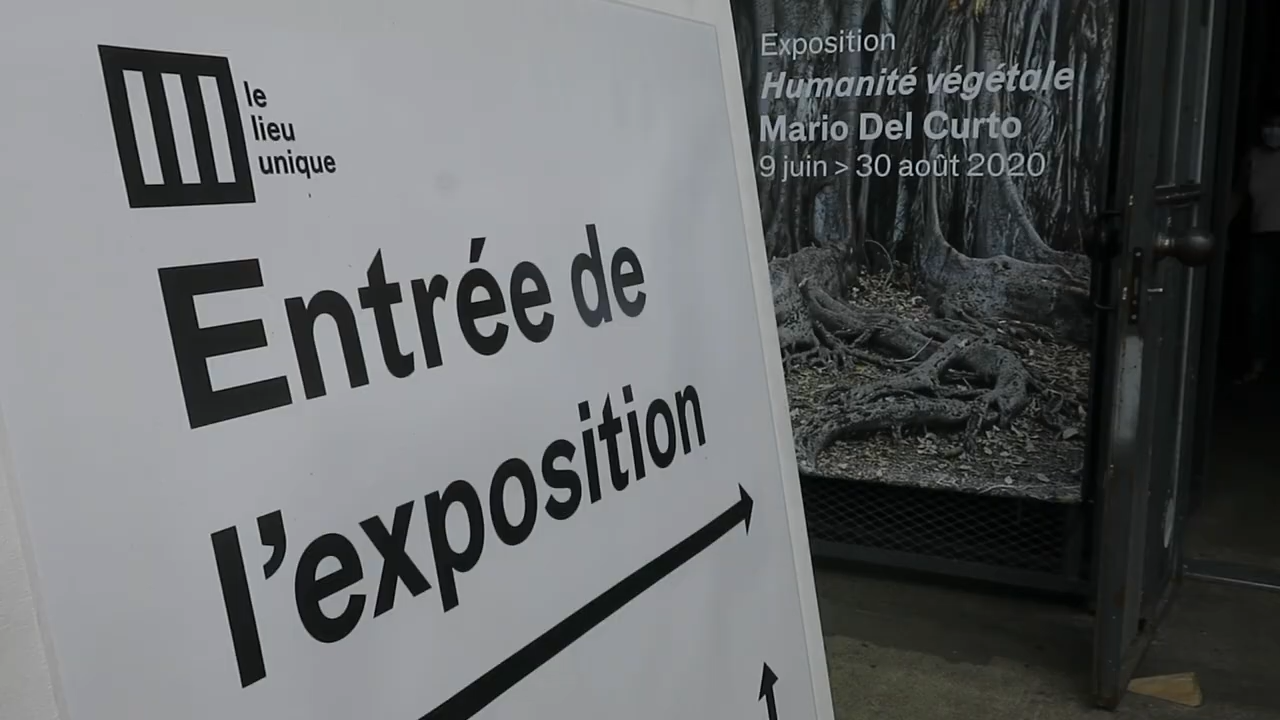 le
lieu
unique
Entrée de
l'exposition
Exposition
Humanité végétale
Mario Del Curto
9 juin > 30 août 2020